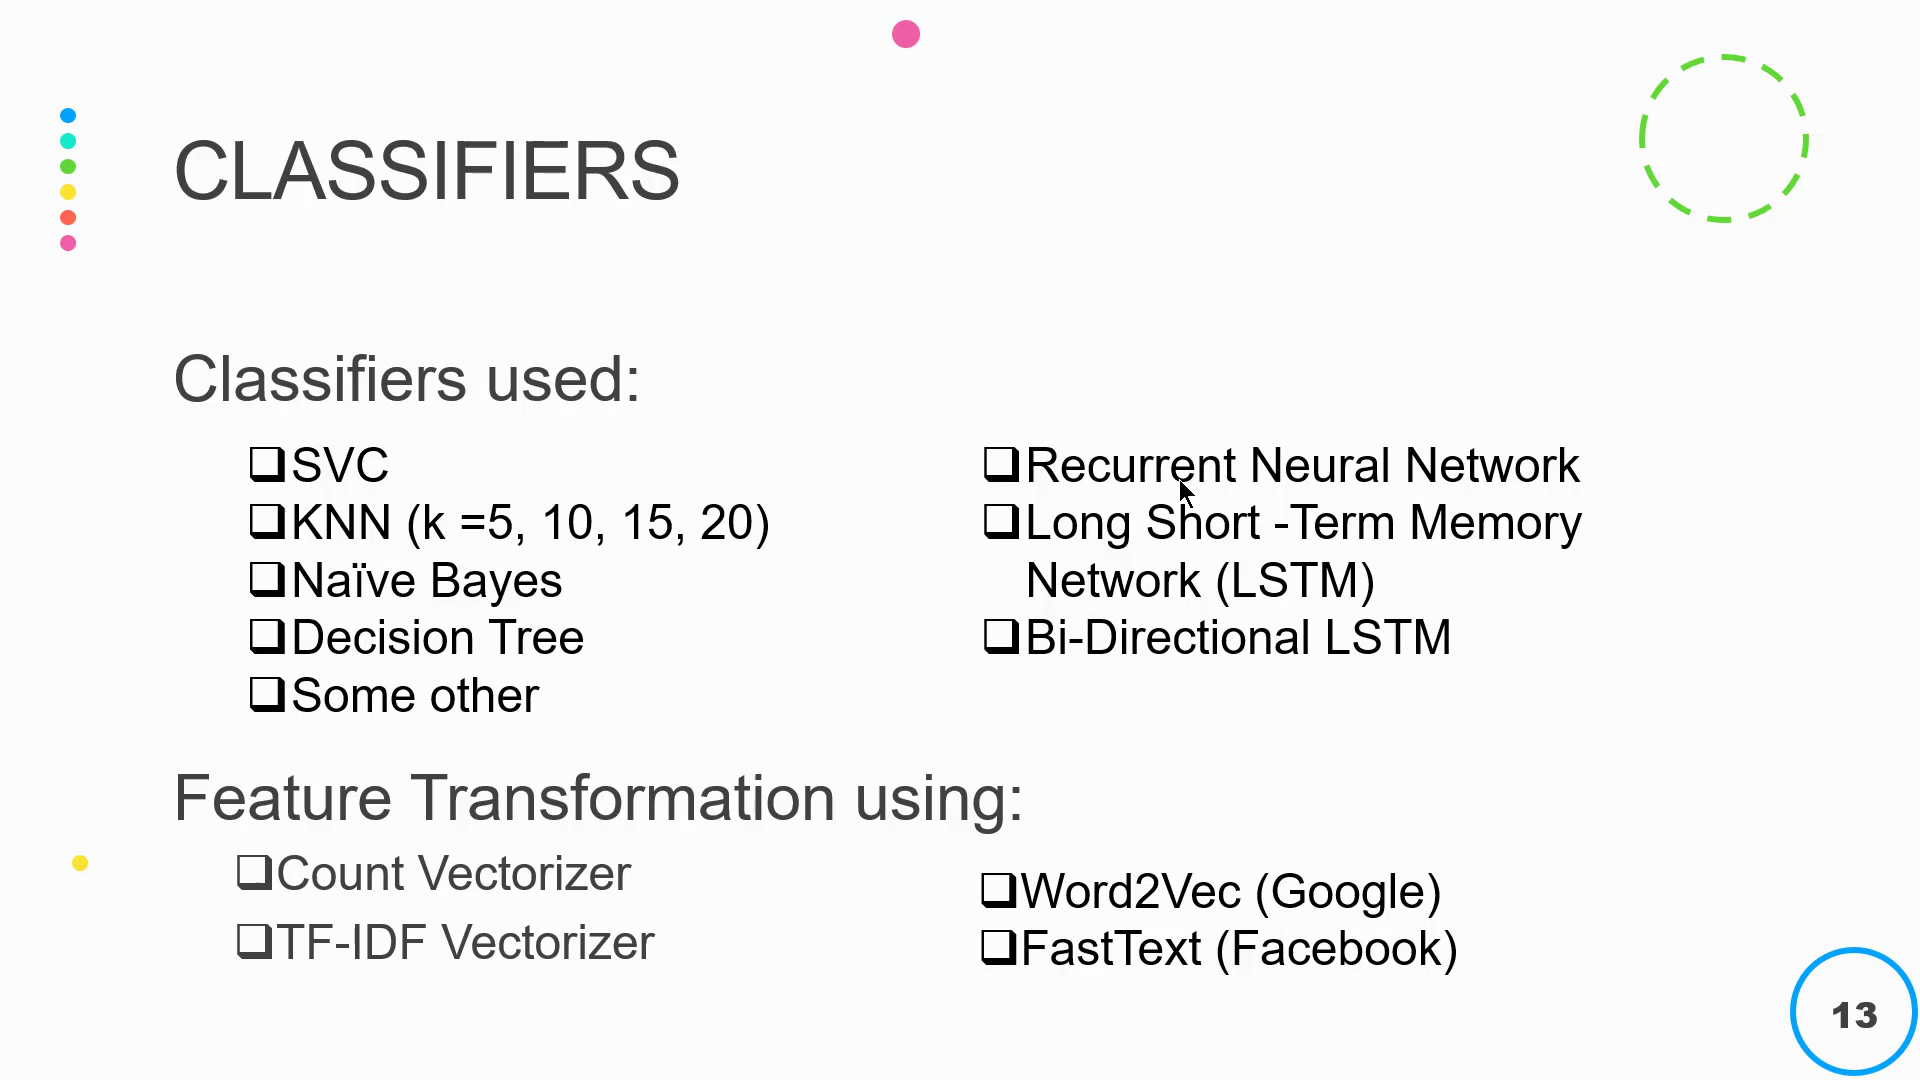 CLASSIFIERS
Classifiers used:
❑SVC
❑KNN (k =5, 10, 15, 20)
❑Naïve Bayes
❑Decision Tree
❑Some other
❑Recurrent Neural Network
❑Long Short -Term Memory
Network (LSTM)
❑Bi-Directional LSTM
Feature Transformation using:
❑Count Vectorizer
❑TF-IDF Vectorizer
❑Word2Vec (Google)
❑FastText (Facebook)
13